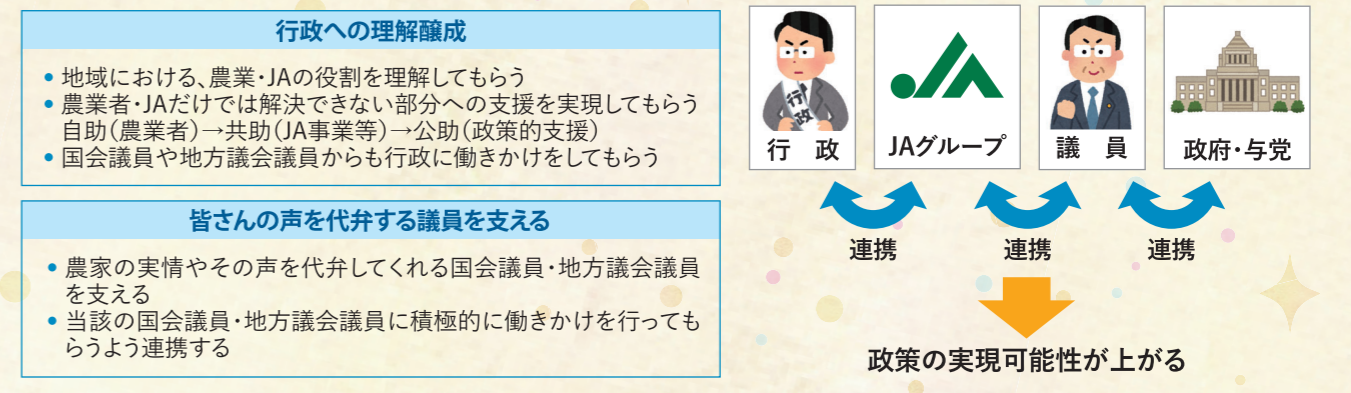 行政への理解醸成
• 地域における、農業・JAの役割を理解してもらう
• 農業者・JAだけでは解決できない部分への支援を実現してもらう
自助(農業者)→共助(JA事業等)→公助(政策的支援)
• 国会議員や地方議会議員からも行政に働きかけをしてもらう
皆さんの声を代弁する議員を支える
• 農家の実情やその声を代弁してくれる国会議員・地方議会議員
を支える
• 当該の国会議員・地方議会議員に積極的に働きかけを行っても
らうよう連携する
行政
行 政
JA
JAグループ
議 員
政府・与党
連携
連携
連携
政策の実現可能性が上がる